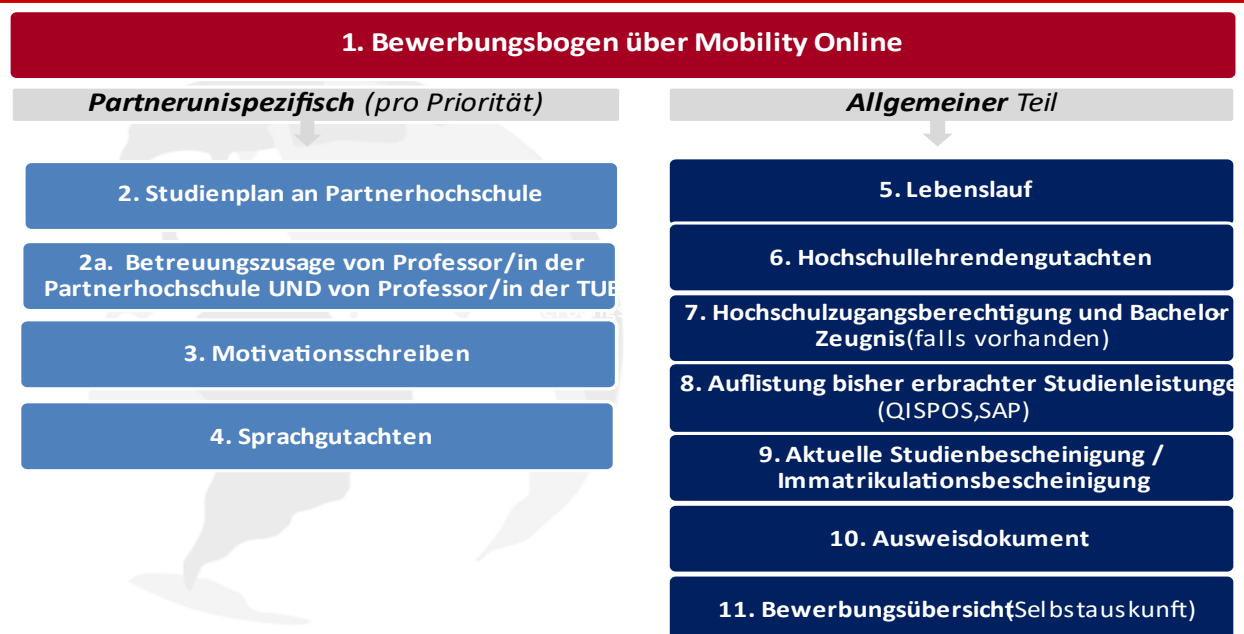 1. Bewerbungsbogen über Mobility Online
Partnerunispezifisch (pro Priorität)
2. Studienplan an Partnerhochschule
2a. Betreuungszusage von Professor/in der
Partnerhochschule UND von Professor/in der TUB
3. Motivationsschreiben
4. Sprachgutachten
Allgemeiner Teil
5. Lebenslauf
6. Hochschullehrendengutachten
7. Hochschulzugangsberechtigung und Bachelor-
Zeugnis(falls vorhanden)
8. Auflistung bisher erbrachter Studienleistunge
(QISPOS,SAP)
9. Aktuelle Studienbescheinigung /
Immatrikulationsbescheinigung
10. Ausweisdokument
11. Bewerbungsübersicht(Selbstauskunft)